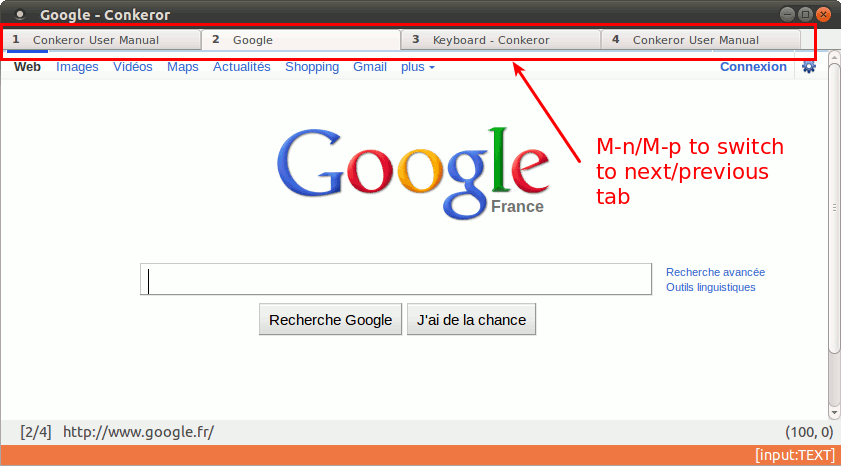 Google - Conkeror
1 Conkeror User Manual 2 Google 3 Keyboard - Conkeror 4 Conkeror User Manual
Web Images Vidéos Maps Actualités Shopping Gmail plus Connexion
M-n/M-p to switch
to next/previous
tab
Google
France
Recherche avancée
Outils linguistiques
Recherche Google J'ai de la chance
[2/4] http://www.google.fr/ (100, 0)
[input:TEXT]